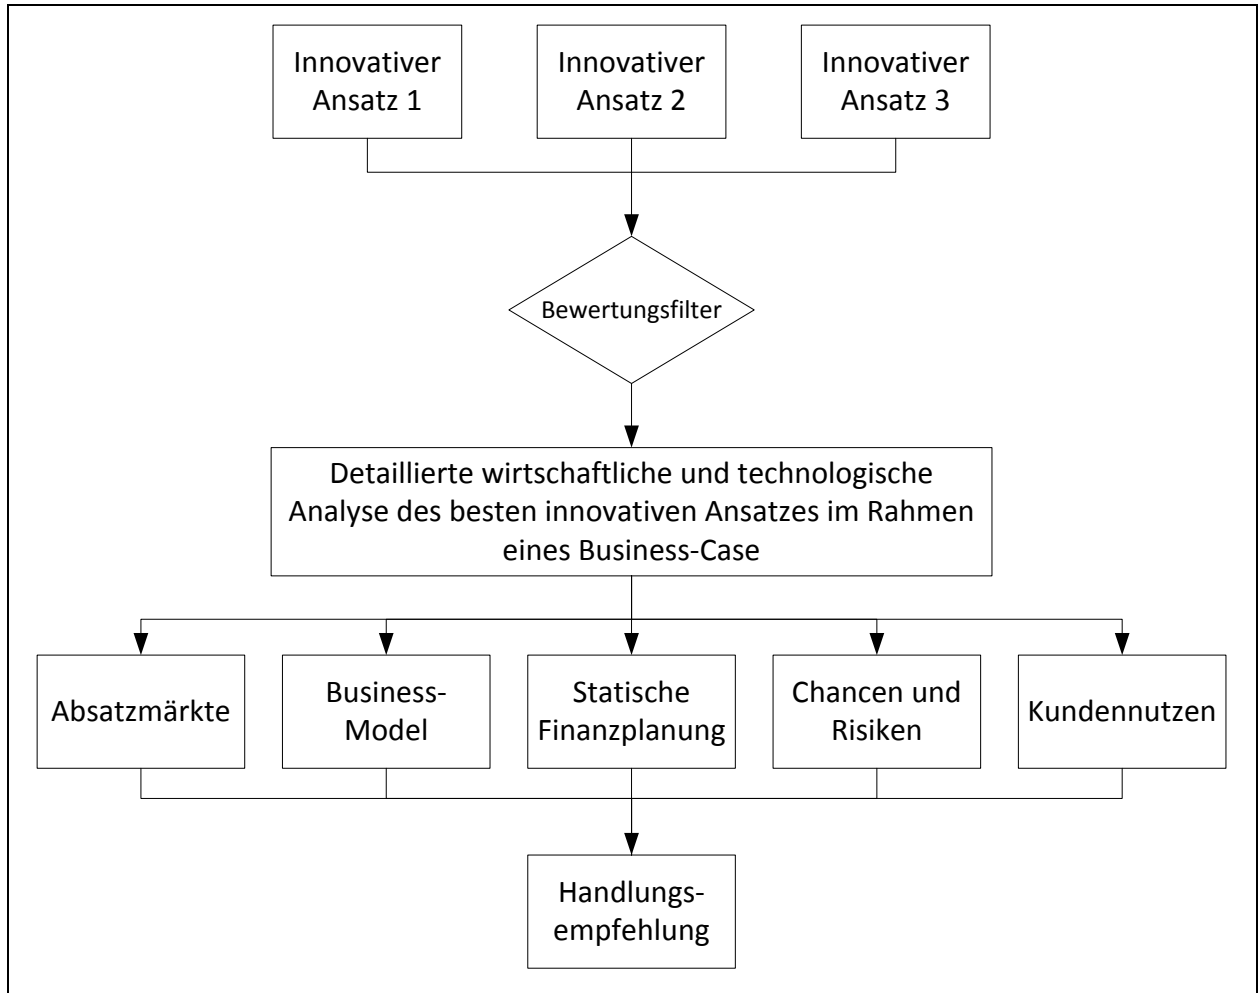 Innovativer
Ansatz 1
Innovativer
Ansatz 2
Innovativer
Ansatz 3
Bewertungsfilter
Detaillierte wirtschaftliche und technologische
Analyse des besten innovativen Ansatzes im Rahmen
eines Business-Case
Absatzmärkte
Business-
Model
Statische
Finanzplanung
Chancen und
Risiken
Kundennutzen
Handlungs-
empfehlung